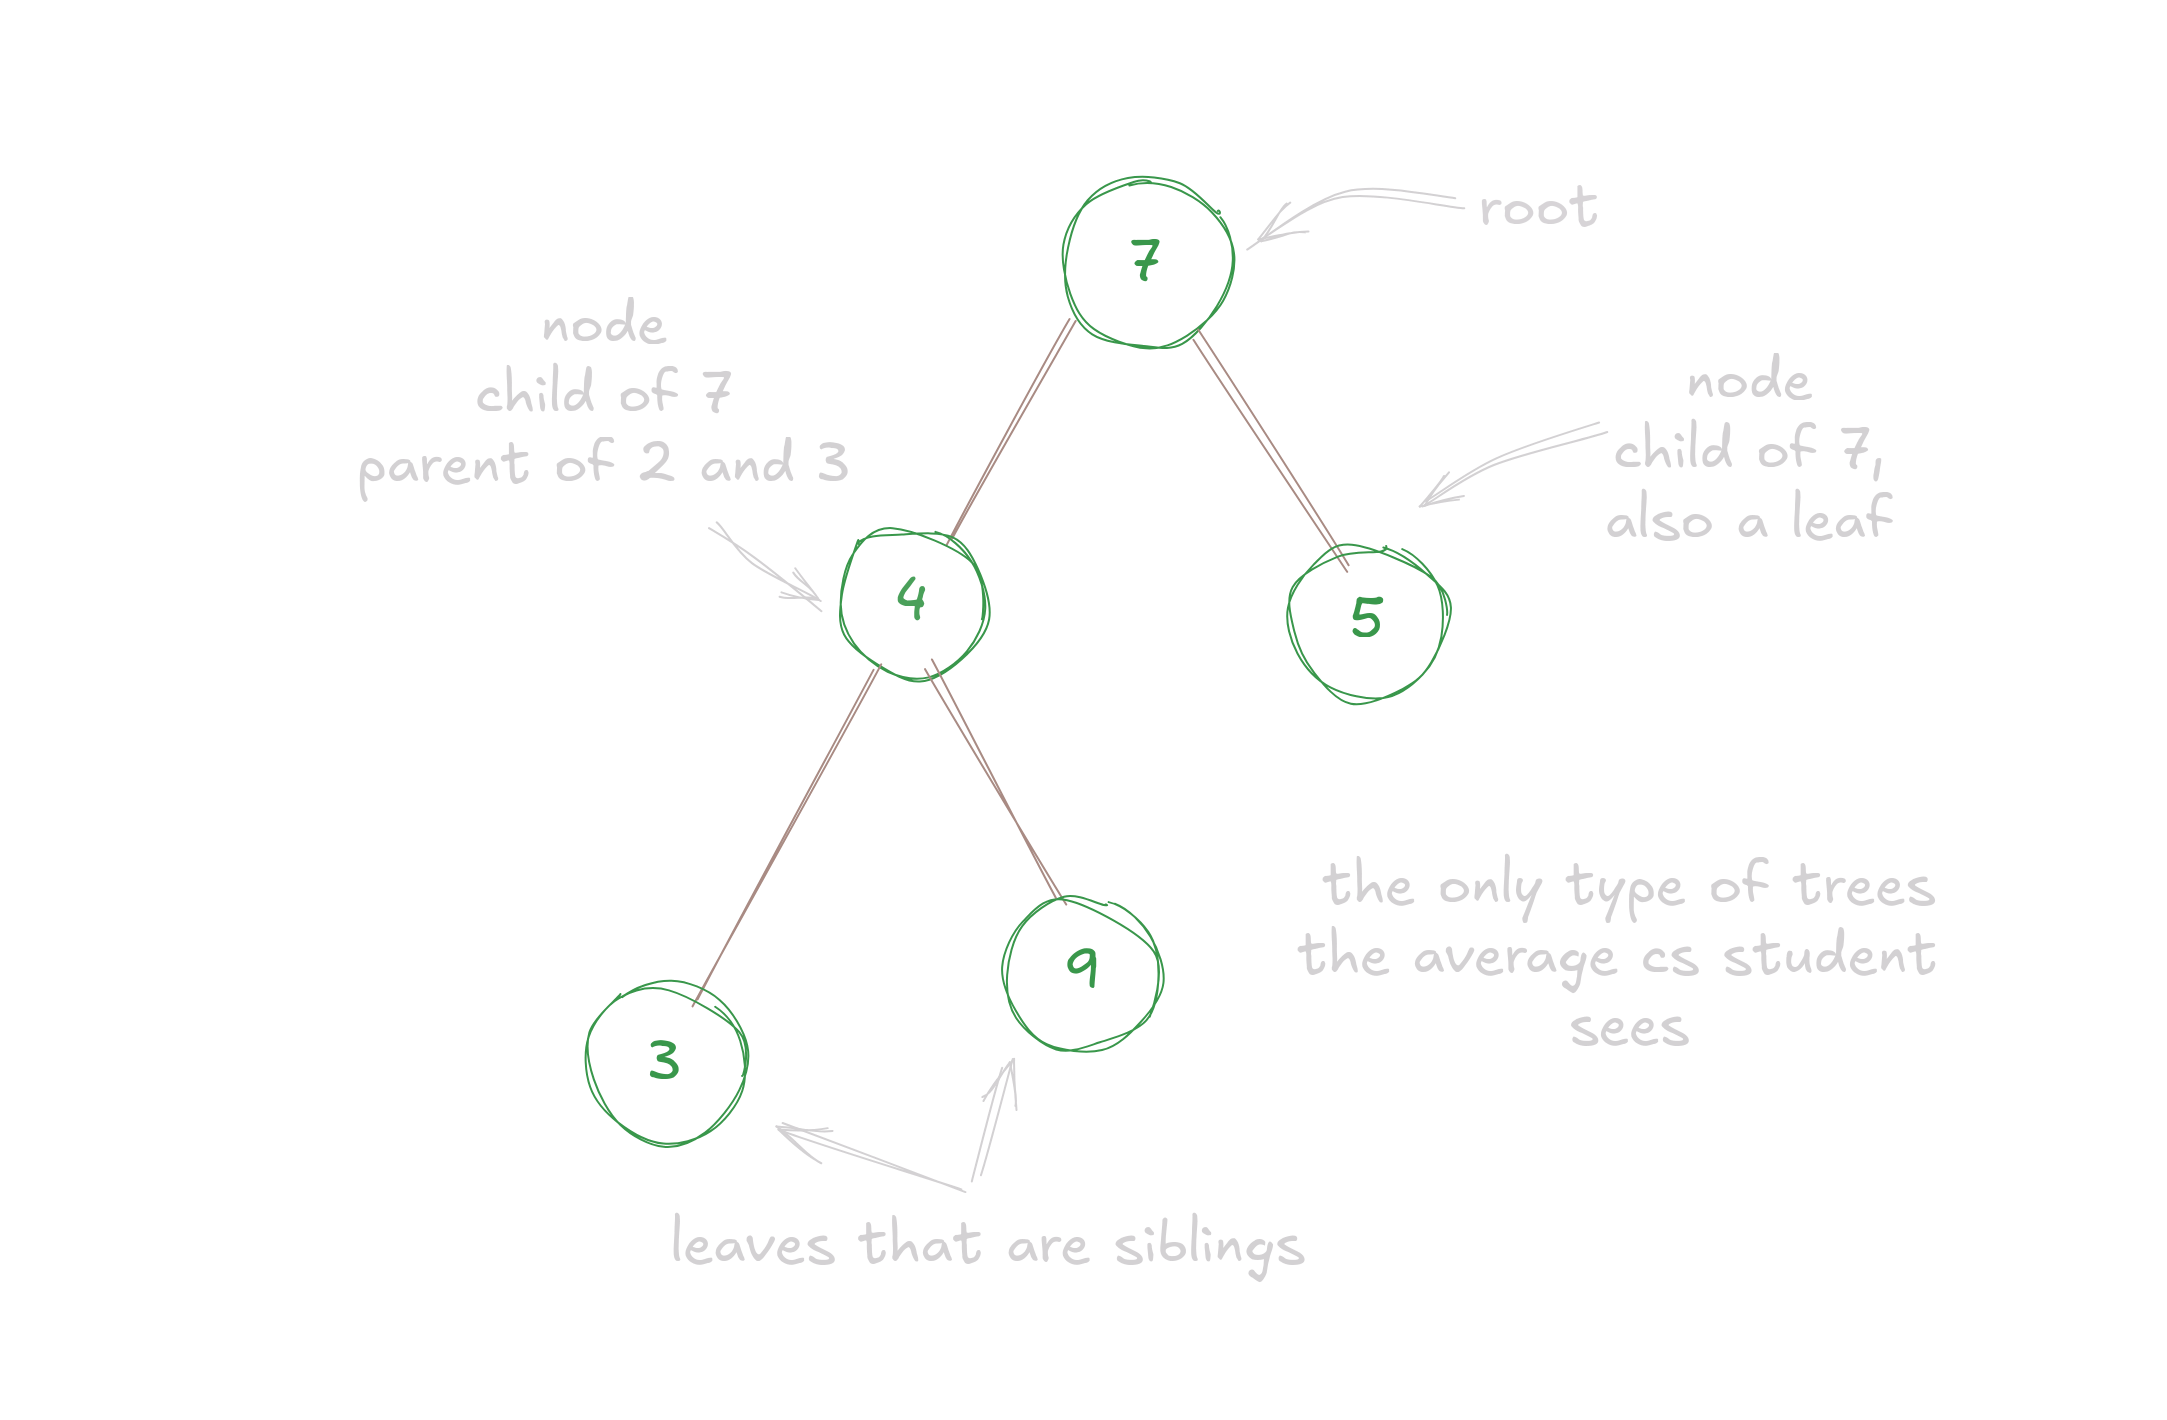 7
root
node
child of 7
parent of 2 and 3
node
child of 7,
also a leaf
4
5
the only type of trees
the average cs student
sees
9
3
leaves that are siblings